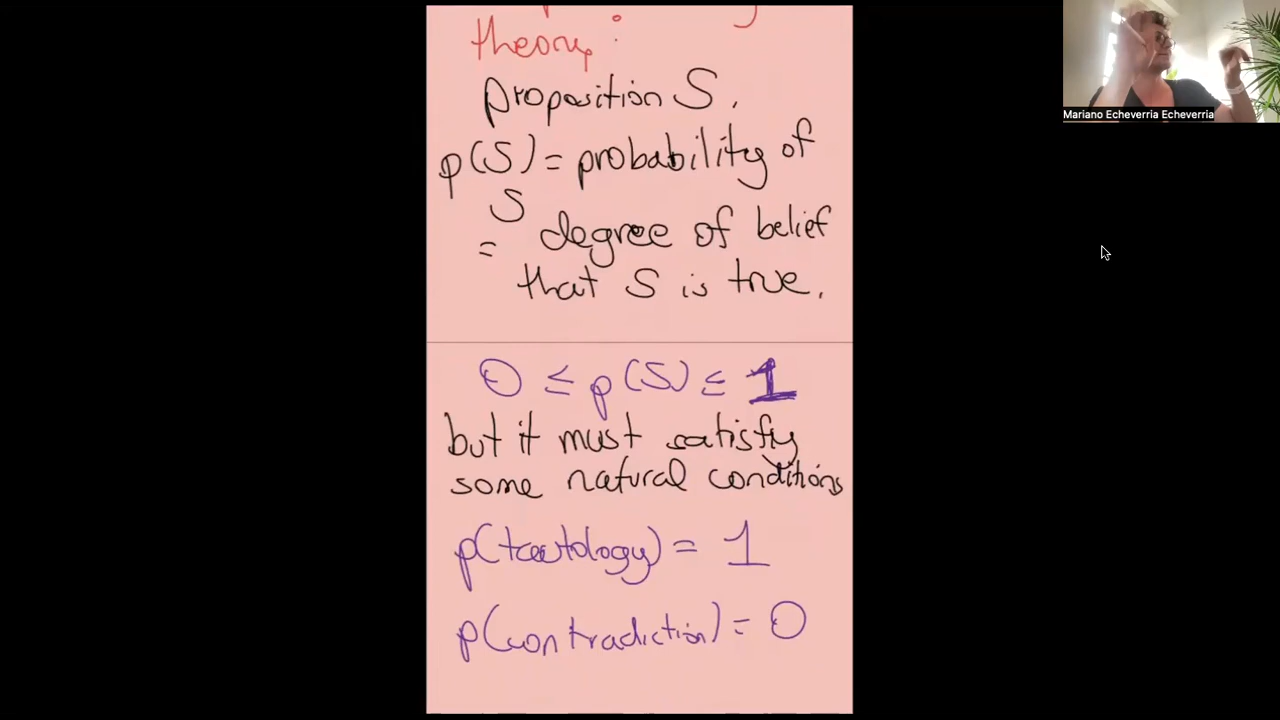 theory:
proposition S.
p(S) = probability of
S
= degree of belief
that S is true.
0 ≤ p(S) ≤ 1
but it must satisfy
some natural conditions
p(tautology) = 1
p(contradiction) = 0
Mariano Echeverria Echeverria